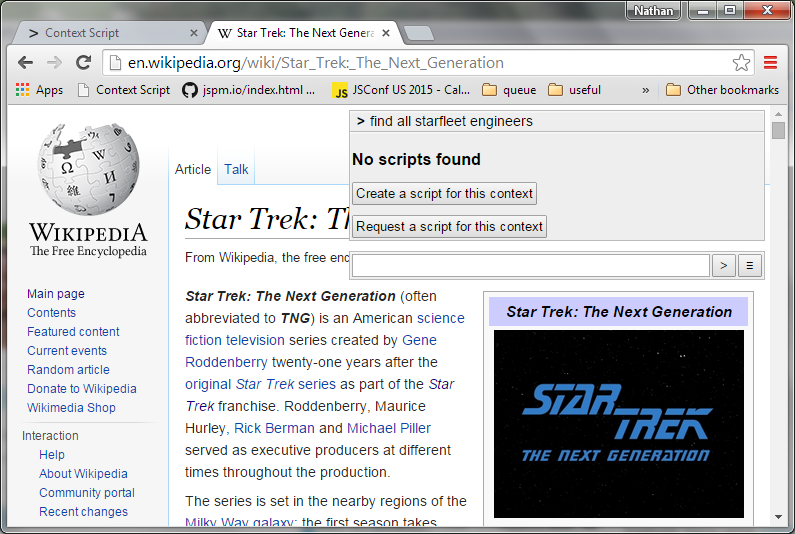 Nathan
> Context Script
W Star Trek: The Next Genera
en.wikipedia.org/wiki/Star_Trek:_The_Next_Generation
Apps Context Script jspm.io/index.html ... JS JSConf US 2015 - Cal... queue useful » Other bookmarks
WIKIPEDIA
The Free Encyclopedia
Main page
Contents
Featured content
Current events
Random article
Donate to Wikipedia
Wikimedia Shop
Interaction
Help
About Wikipedia
Community portal
Recent changes
Article Talk
> find all starfleet engineers
No scripts found
Create a script for this context
Request a script for this context
>
Star Trek: Th
From Wikipedia, the free enc
Star Trek: The Next Generation (often
abbreviated to TNG) is an American science
fiction television series created by Gene
Roddenberry twenty-one years after the
original Star Trek series as part of the Star
Trek franchise. Roddenberry, Maurice
Hurley, Rick Berman and Michael Piller
served as executive producers at different
times throughout the production.
The series is set in the nearby regions of the
Milky Way galaxy: the first season takes
Star Trek: The Next Generation
STAR TREK
THE NEXT GENERATION